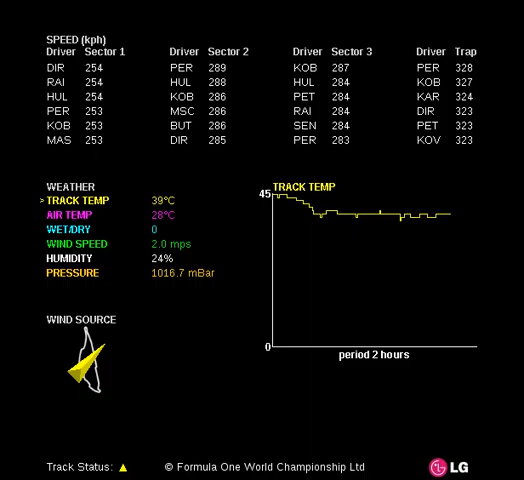 SPEED (kph)
Driver Sector 1 Driver Sector 2 Driver Sector 3 Driver Trap
DIR 254 PER 289 KOB 287 PER 328
RAI 254 HUL 288 HUL 284 KOB 327
HUL 254 KOB 286 PET 284 KAR 324
PER 253 MSC 286 RAI 284 DIR 323
KOB 253 BUT 286 SEN 284 PET 323
MAS 253 DIR 285 PER 283 KOV 323
WEATHER
> TRACK TEMP 39°C
AIR TEMP 28°C
WET/DRY 0
WIND SPEED 2.0 mps
HUMIDITY 24%
PRESSURE 1016.7 mBar
TRACK TEMP
45
0
period 2 hours
WIND SOURCE
Track Status: ▲ © Formula One World Championship Ltd LG